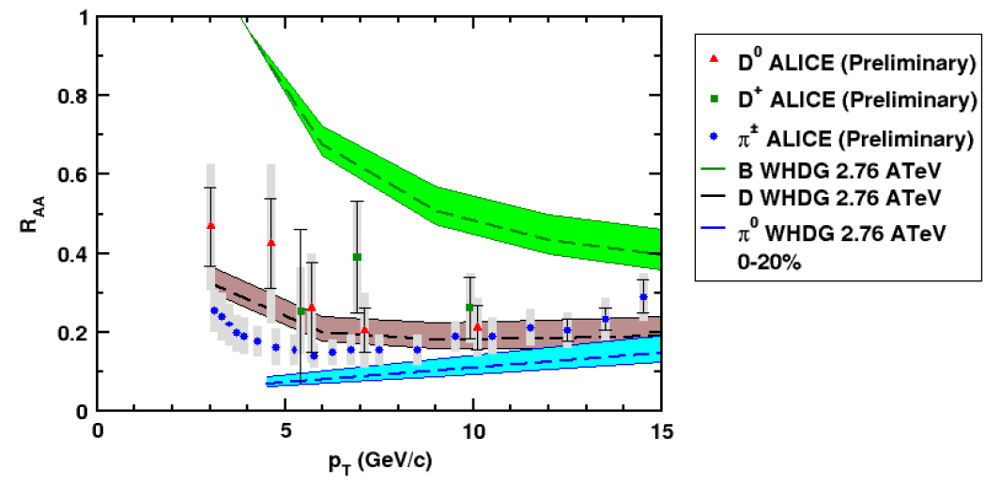 1
0.8
0.6
0.4
0.2
0
R_AA
0
5
10
15
p_T (GeV/c)
D^0 ALICE (Preliminary)
D^+ ALICE (Preliminary)
π^± ALICE (Preliminary)
B WHDG 2.76 ATeV
D WHDG 2.76 ATeV
π^0 WHDG 2.76 ATeV
0-20%